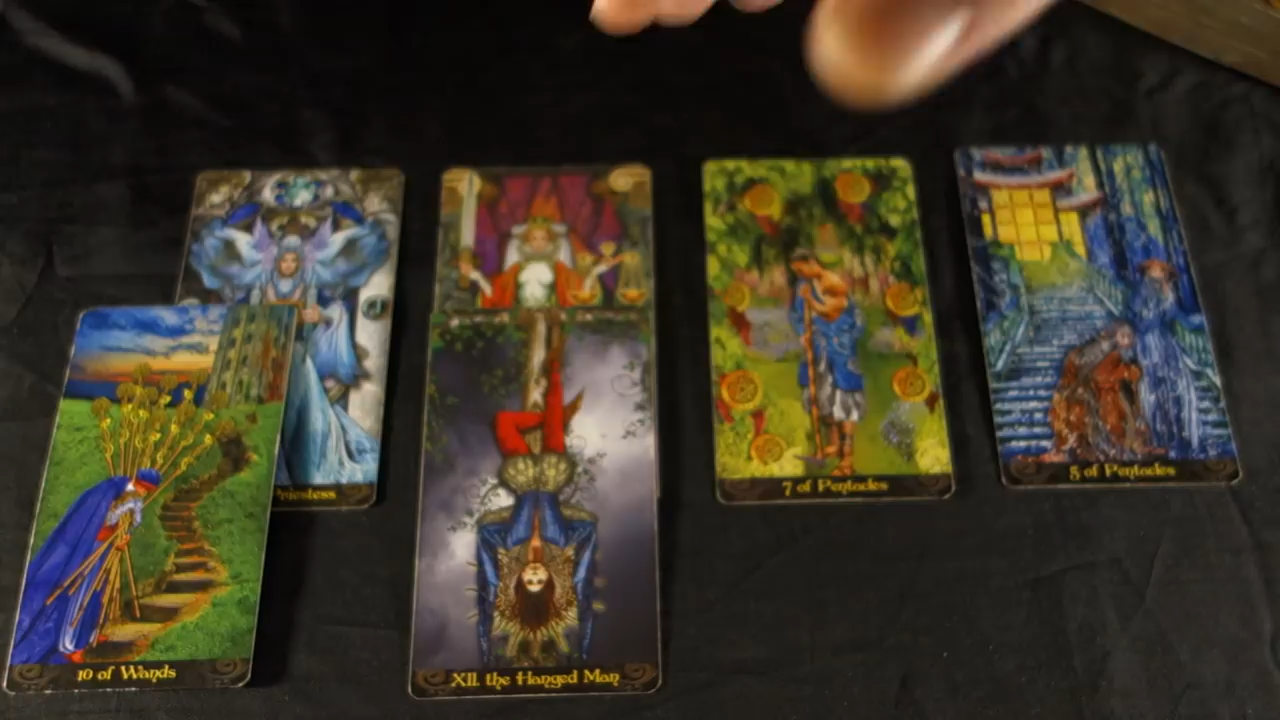 Priestess
7 of Pentacles
5 of Pentacles
10 of Wands
XII. the Hanged Man